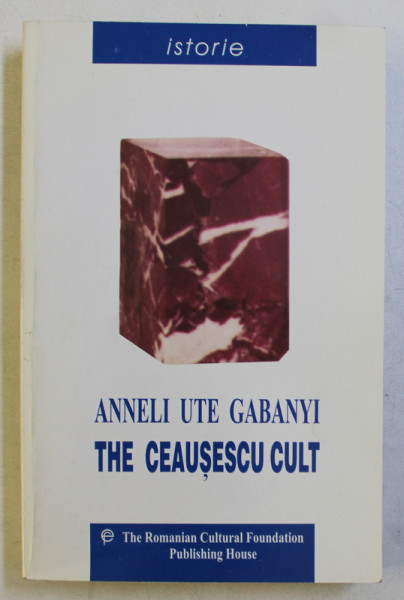 istorie
ANNELI UTE GABANYI
THE CEAUȘESCU CULT
The Romanian Cultural Foundation
Publishing House